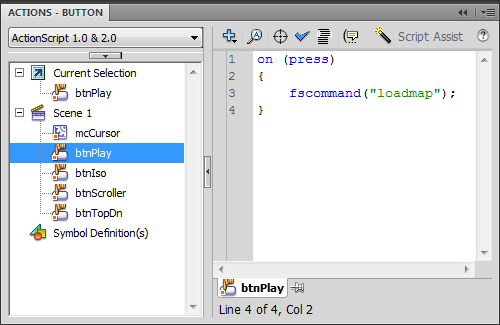 ACTIONS - BUTTON
ActionScript 1.0 & 2.0
Current Selection
btnPlay
Scene 1
mcCursor
btnPlay
btnIso
btnScroller
btnTopDn
Symbol Definition(s)
Script Assist
1 on (press)
2 {
3 fscommand("loadmap");
4 }
btnPlay
Line 4 of 4, Col 2